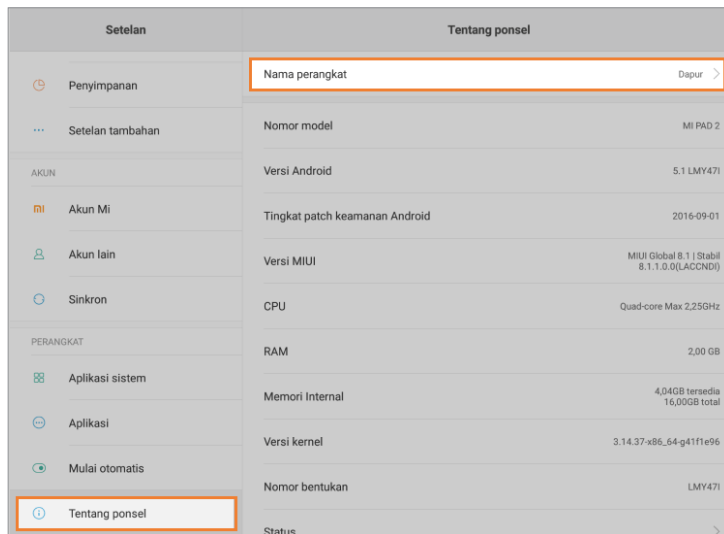 Setelan
Penyimpanan
Setelan tambahan
AKUN
Akun Mi
Akun lain
Sinkron
PERANGKAT
Aplikasi sistem
Aplikasi
Mulai otomatis
Tentang ponsel
Tentang ponsel
Nama perangkat Dapur
Nomor model MI PAD 2
Versi Android 5.1 LMY47I
Tingkat patch keamanan Android 2016-09-01
Versi MIUI MIUI Global 8.1 | Stabil
8.1.1.0.0(LACCNDI)
CPU Quad-core Max 2,25GHz
RAM 2,00 GB
Memori Internal 4,04GB tersedia
16,00GB total
Versi kernel 3.14.37-x86_64-g41f1e96
Nomor bentukan LMY47I
Status